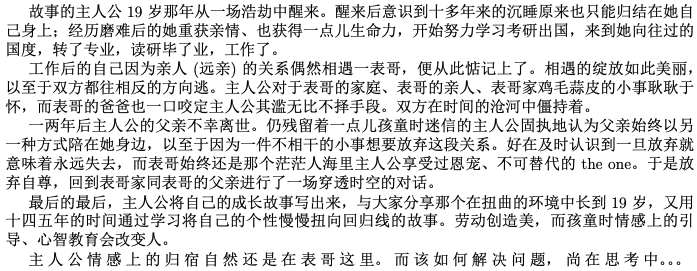 故事的主人公 19 岁那年从一场浩劫中醒来。醒来后意识到十多年来的沉睡原来也只能归结在她自
己身上；经历磨难后的她重获亲情、也获得一点儿生命力，开始努力学习考研出国，来到她向往过的
国度，转了专业，读研毕了业，工作了。
工作后的自己因为亲人 (远亲) 的关系偶然相遇一表哥，便从此惦记上了。相遇的绽放如此美丽，
以至于双方都往相反的方向逃。主人公对于表哥的家庭、表哥的亲人、表哥家鸡毛蒜皮的小事耿耿于
怀，而表哥的爸爸也一口咬定主人公其滥无比不择手段。双方在时间的沧河中僵持着。
一两年后主人公的父亲不幸离世。仍残留着一点儿孩童时迷信的主人公固执地认为父亲始终以另
一种方式陪在她身边，以至于因为一件不相干的小事想要放弃这段关系。好在及时认识到一旦放弃就
意味着永远失去，而表哥始终还是那个茫茫人海里主人公享受过恩宠、不可替代的 the one。于是放
弃自尊，回到表哥家同表哥的父亲进行了一场穿透时空的对话。
最后的最后，主人公将自己的成长故事写出来，与大家分享那个在扭曲的环境中长到 19 岁，又用
十四五年的时间通过学习将自己的个性慢慢扭向回归线的故事。劳动创造美，而孩童时情感上的引
导、心智教育会改变人。
主人公情感上的归宿自然还是在表哥这里。而该如何解决问题，尚在思考中。。。